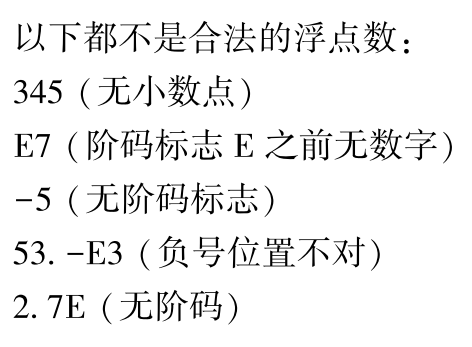 以下都不是合法的浮点数：
345（无小数点）
E7（阶码标志 E 之前无数字）
-5（无阶码标志）
53. -E3（负号位置不对）
2. 7E（无阶码）